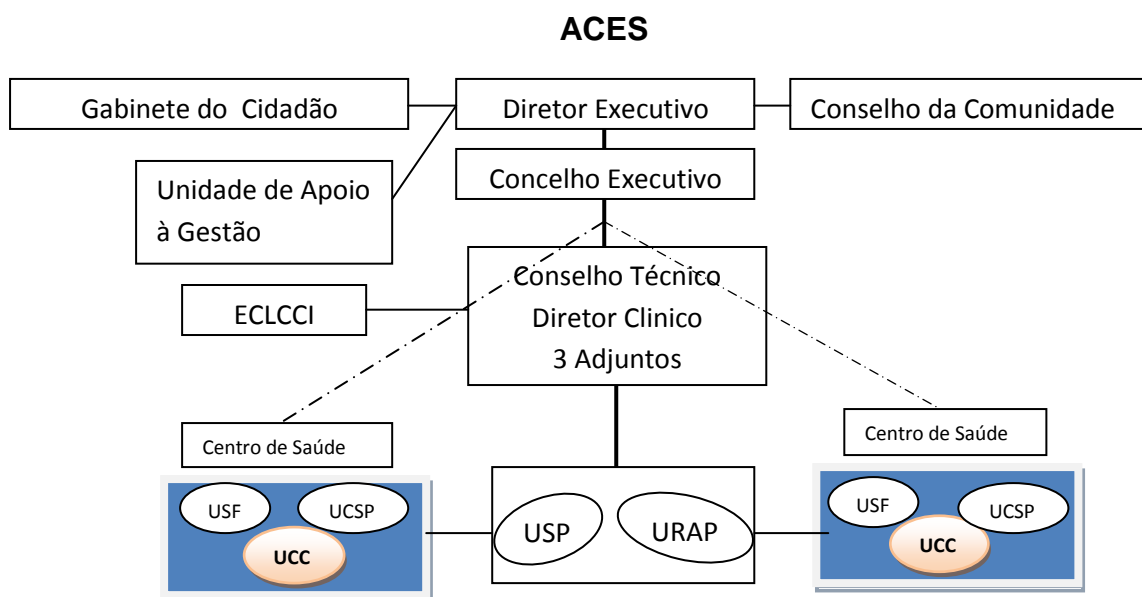 ACES
Gabinete do Cidadão
Diretor Executivo
Conselho da Comunidade
Unidade de Apoio
à Gestão
Concelho Executivo
ECLCCI
Conselho Técnico
Diretor Clinico
3 Adjuntos
Centro de Saúde
Centro de Saúde
USF
UCSP
UCC
USP
URAP
USF
UCSP
UCC